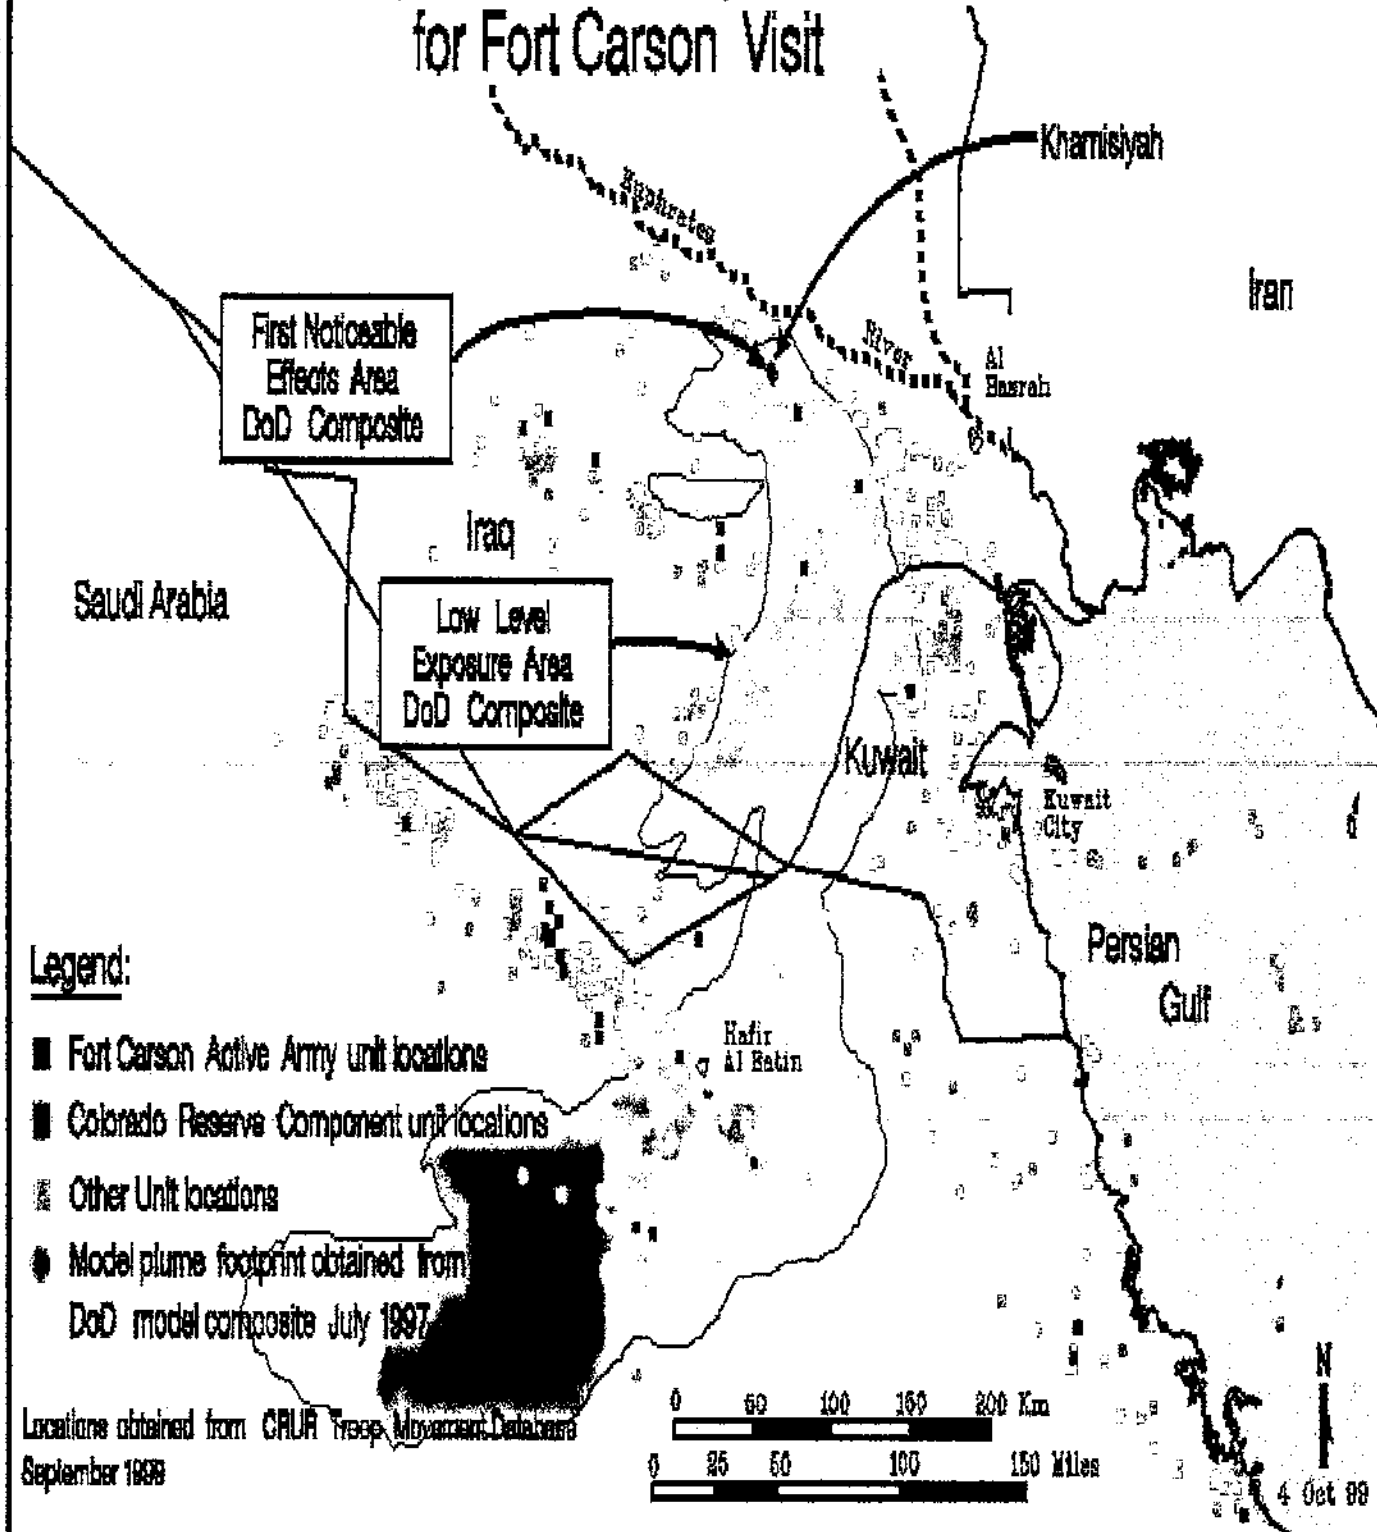 for Fort Carson Visit
Khamisiyah
Euphrates
Iran
First Noticeable
Effects Area
DoD Composite
River
Al
Basrah
Iraq
Saudi Arabia
Low Level
Exposure Area
DoD Composite
Kuwait
Kuwait
City
Persian
Gulf
Legend:
Hafir
Al Batin
Fort Carson Active Army unit locations
Colorado Reserve Component unit locations
Other Unit locations
Model plume footprint obtained from
DoD model composite July 1997
N
0 50 100 150 200 Km
Locations obtained from CRUR Troop Movement Database
September 1999
0 25 50 100 150 Miles
4 Oct 99